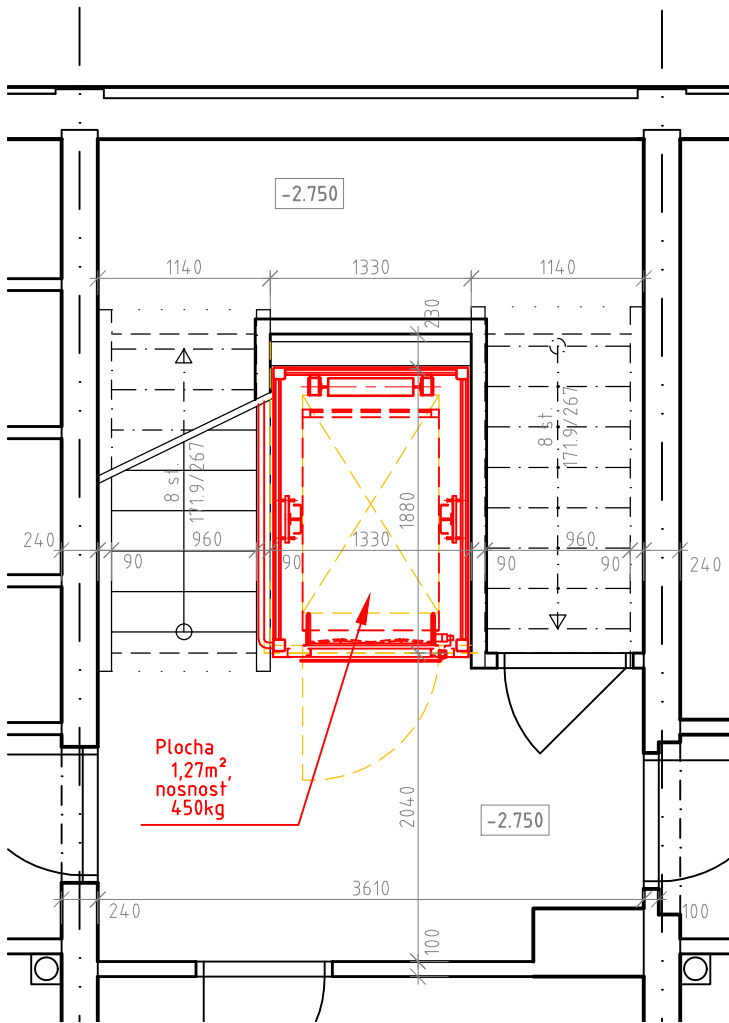 -2.750
1140 1330 1140
230
8 st.
171.9/267
8 st.
171.9/267
1880
240 960 1330 960 240
90 90 90 90
Plocha
1,27m²,
nosnost
450kg
2040
-2.750
3610
240 100
100